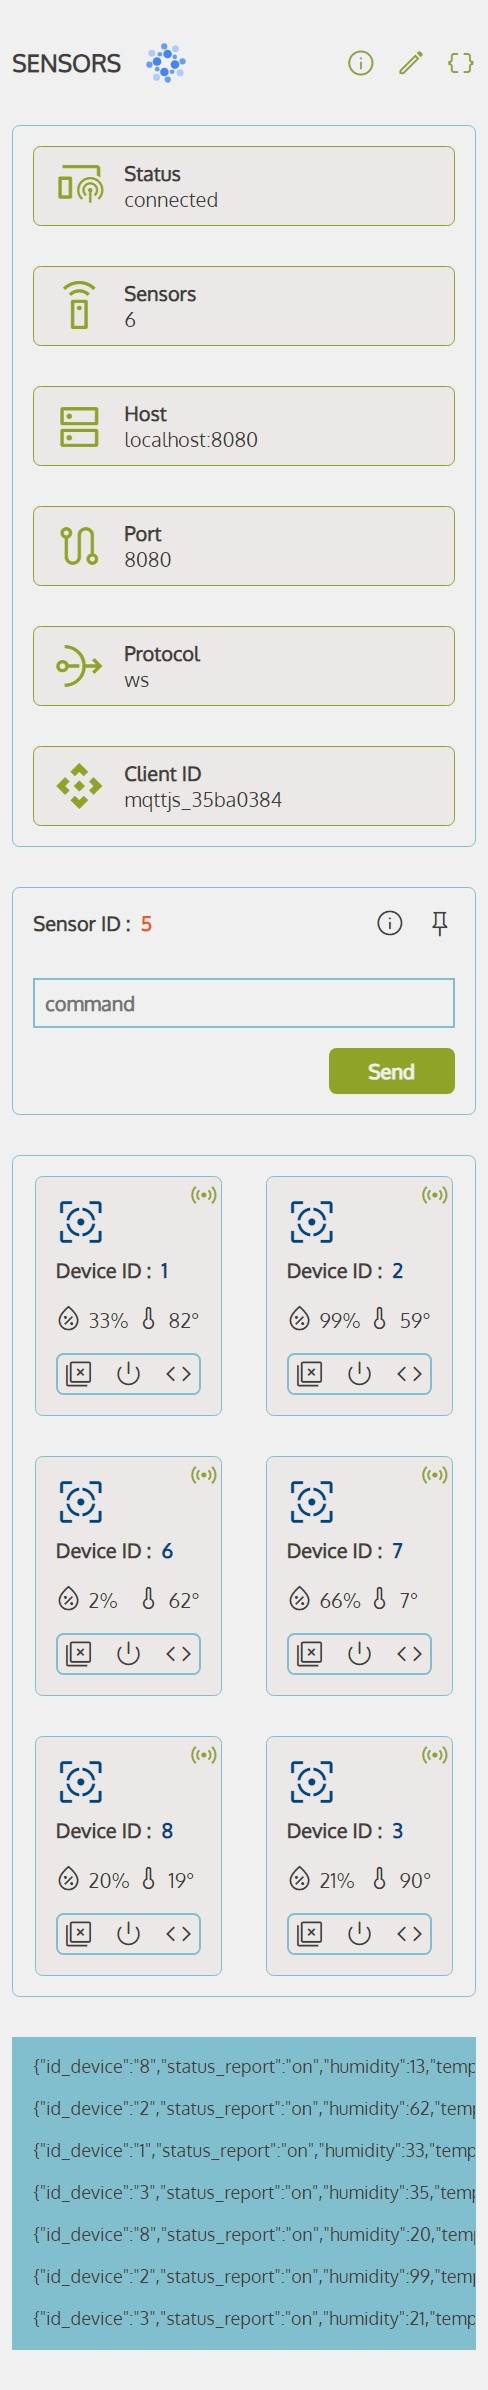 SENSORS
Status
connected
Sensors
6
Host
localhost:8080
Port
8080
Protocol
ws
Client ID
mqttjs_35ba0384
Sensor ID : 5
command
Send
Device ID : 1
33% 82°
Device ID : 2
99% 59°
Device ID : 6
2% 62°
Device ID : 7
66% 7°
Device ID : 8
20% 19°
Device ID : 3
21% 90°
{"id_device":"8","status_report":"on","humidity":13,"temp
{"id_device":"2","status_report":"on","humidity":62,"temp
{"id_device":"1","status_report":"on","humidity":33,"temp
{"id_device":"3","status_report":"on","humidity":35,"temp
{"id_device":"8","status_report":"on","humidity":20,"temp
{"id_device":"2","status_report":"on","humidity":99,"temp
{"id_device":"3","status_report":"on","humidity":21,"temp